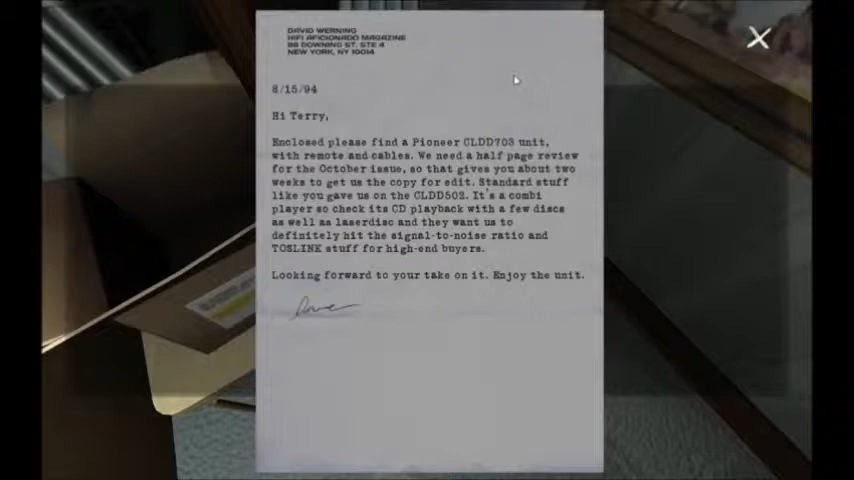 DAVID WERNING
HIFI AFICIONADO MAGAZINE
88 DOWNING ST. STE 4
NEW YORK, NY 10014
8/15/94
Hi Terry,
Enclosed please find a Pioneer CLDD703 unit,
with remote and cables. We need a half page review
for the October issue, so that gives you about two
weeks to get us the copy for edit. Standard stuff
like you gave us on the CLDD502. It's a combi
player so check its CD playback with a few discs
as well as laserdisc and they want us to
definitely hit the signal-to-noise ratio and
TOSLINK stuff for high-end buyers.
Looking forward to your take on it. Enjoy the unit.
Dave